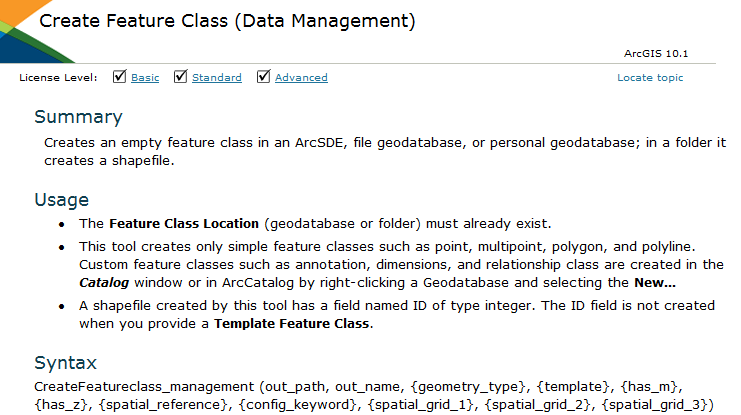 Create Feature Class (Data Management)
ArcGIS 10.1
License Level: Basic Standard Advanced Locate topic
Summary
Creates an empty feature class in an ArcSDE, file geodatabase, or personal geodatabase; in a folder it
creates a shapefile.
Usage
• The Feature Class Location (geodatabase or folder) must already exist.
• This tool creates only simple feature classes such as point, multipoint, polygon, and polyline.
Custom feature classes such as annotation, dimensions, and relationship class are created in the
Catalog window or in ArcCatalog by right-clicking a Geodatabase and selecting the New...
• A shapefile created by this tool has a field named ID of type integer. The ID field is not created
when you provide a Template Feature Class.
Syntax
CreateFeatureclass_management (out_path, out_name, {geometry_type}, {template}, {has_m},
{has_z}, {spatial_reference}, {config_keyword}, {spatial_grid_1}, {spatial_grid_2}, {spatial_grid_3})